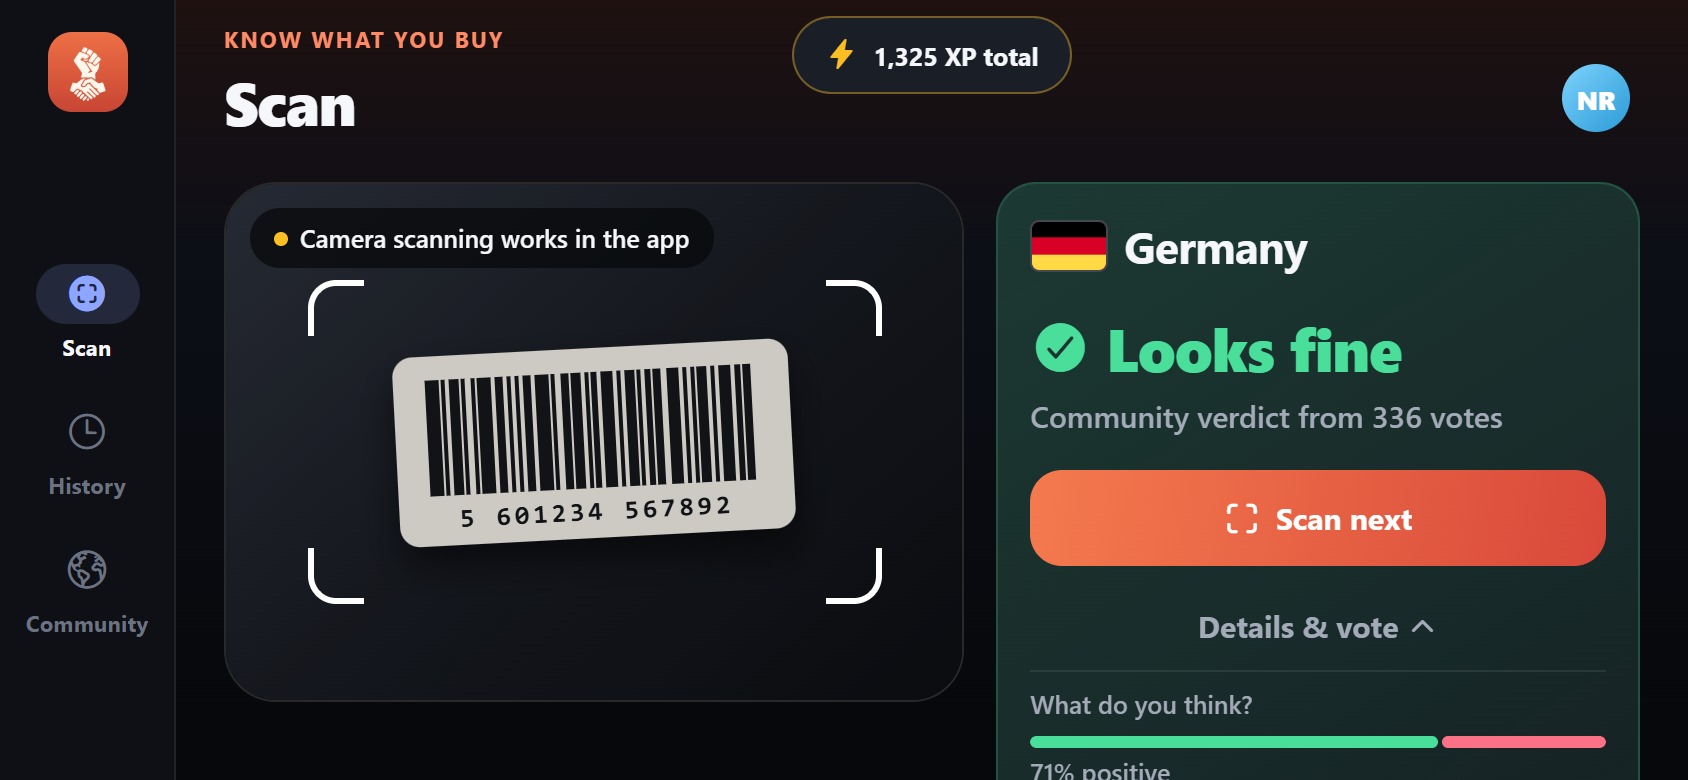 KNOW WHAT YOU BUY
Scan
1,325 XP total
NR
Scan
History
Community
Camera scanning works in the app
5 601234 567892
Germany
Looks fine
Community verdict from 336 votes
Scan next
Details & vote
What do you think?
71% positive